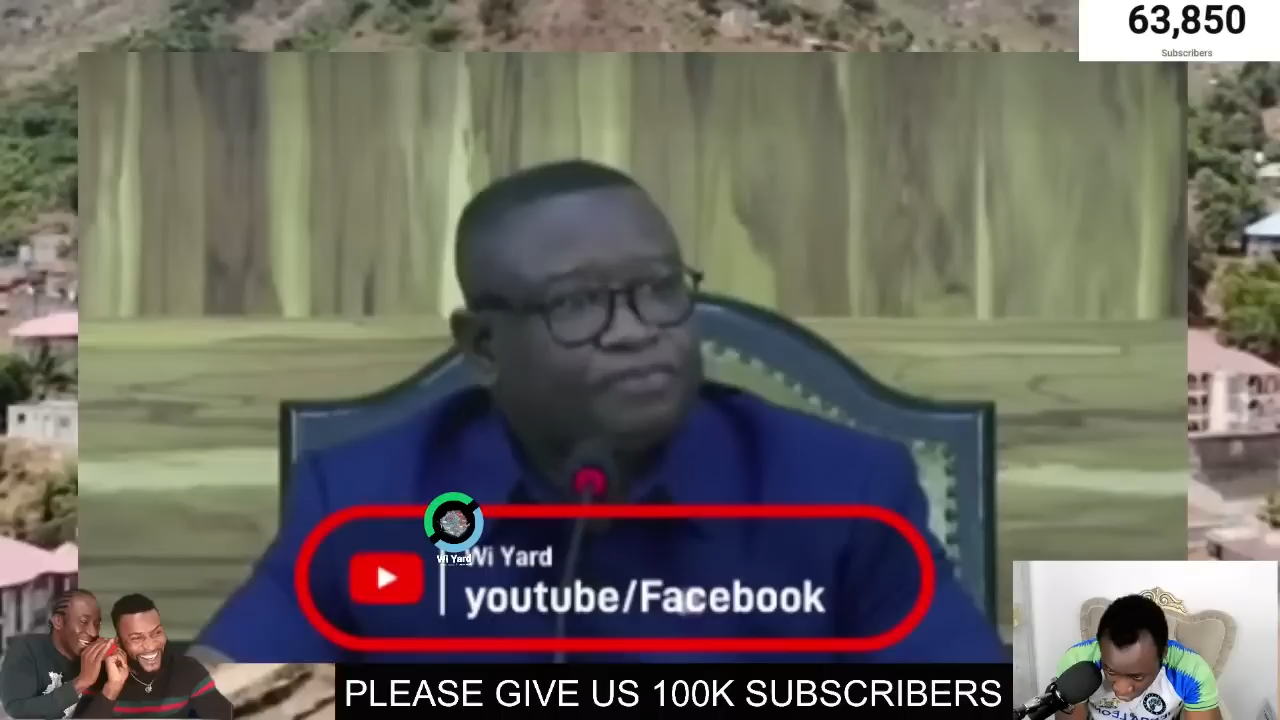 63,850
Subscribers
Wi Yard
Wi Yard
youtube/Facebook
PLEASE GIVE US 100K SUBSCRIBERS